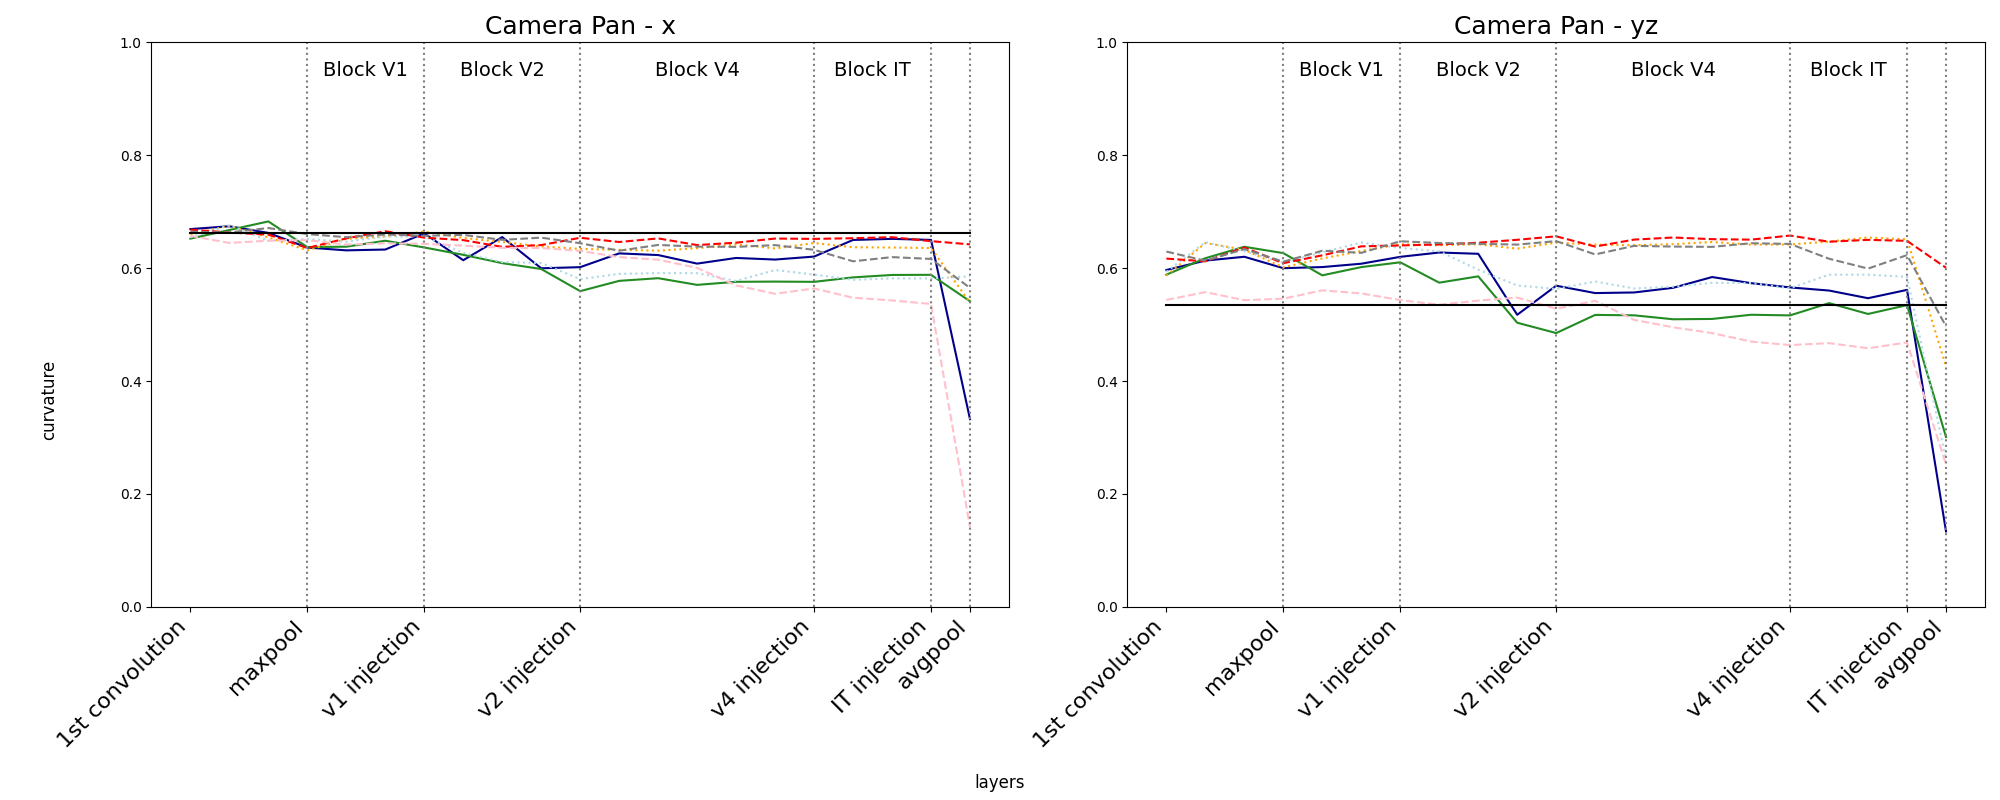 Camera Pan - x
Camera Pan - yz
1.0
0.8
0.6
0.4
0.2
0.0
Block V1
Block V2
Block V4
Block IT
1.0
0.8
0.6
0.4
0.2
0.0
Block V1
Block V2
Block V4
Block IT
curvature
1st convolution
maxpool
v1 injection
v2 injection
v4 injection
IT injection
avgpool
1st convolution
maxpool
v1 injection
v2 injection
v4 injection
IT injection
avgpool
layers